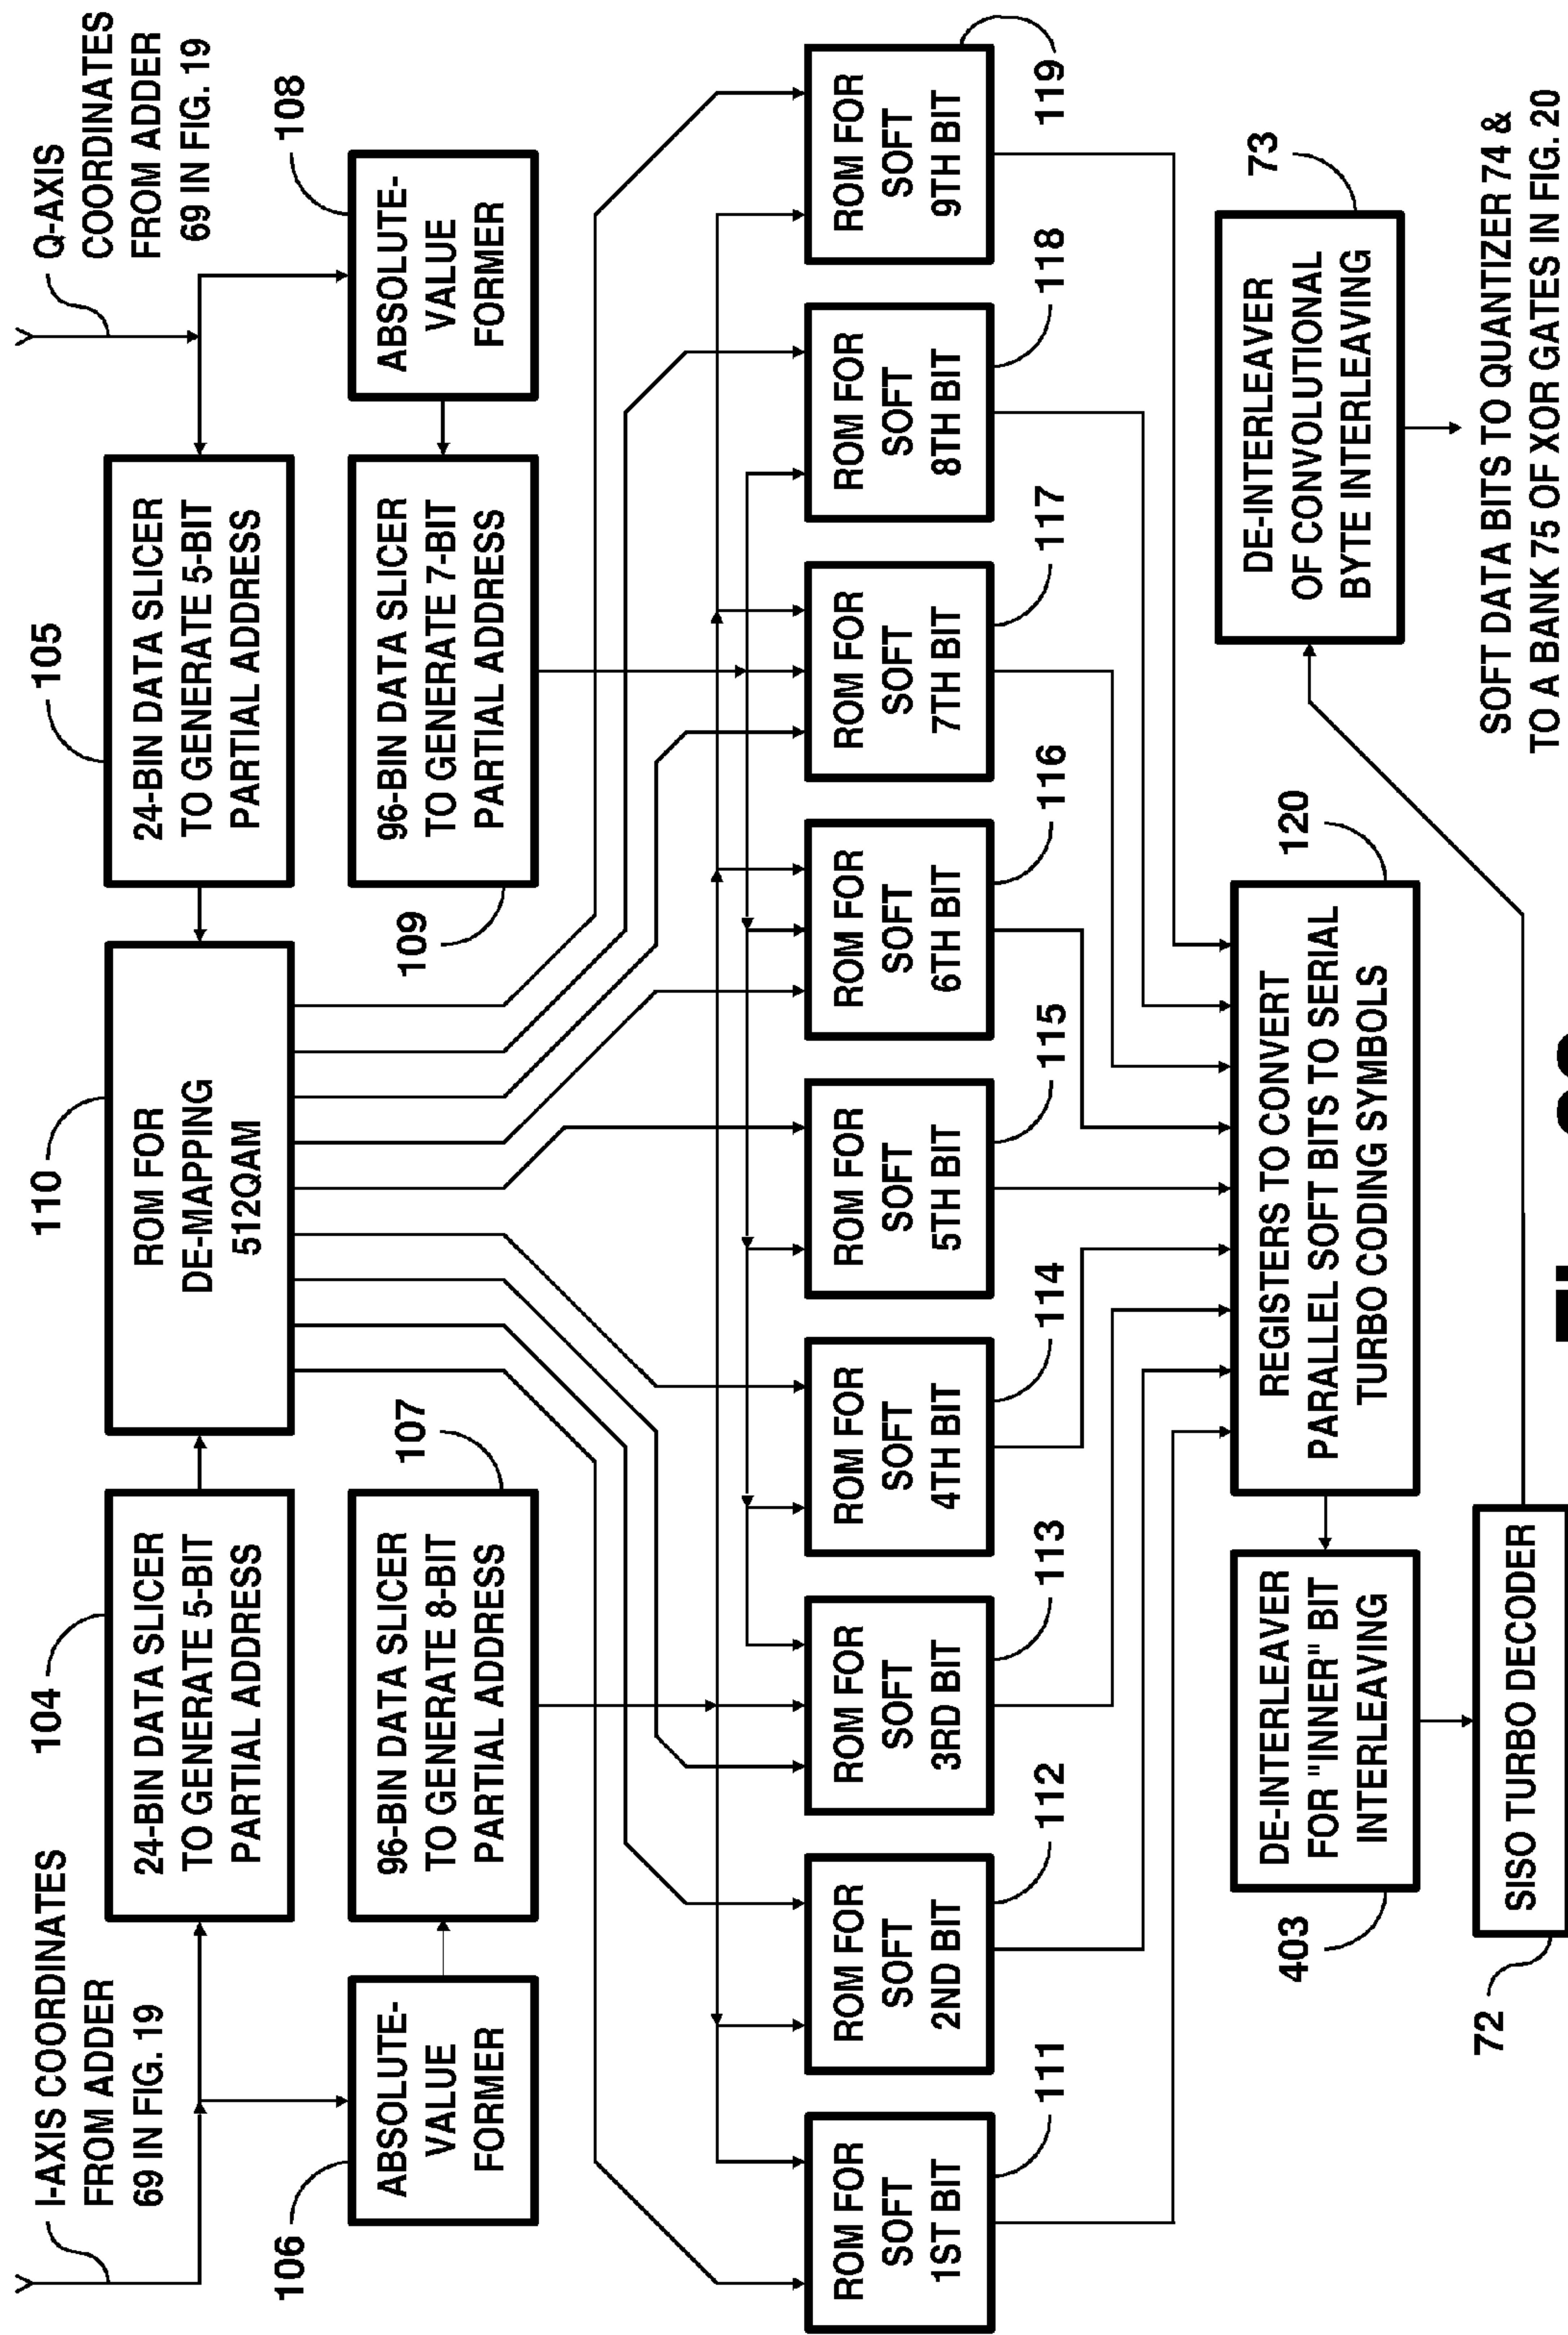 I-AXIS COORDINATES
FROM ADDER
69 IN FIG. 19
Q-AXIS
COORDINATES
FROM ADDER
69 IN FIG. 19
104
24-BIN DATA SLICER
TO GENERATE 5-BIT
PARTIAL ADDRESS
110
ROM FOR
DE-MAPPING
512QAM
105
24-BIN DATA SLICER
TO GENERATE 5-BIT
PARTIAL ADDRESS
106
ABSOLUTE-
VALUE
FORMER
107
96-BIN DATA SLICER
TO GENERATE 8-BIT
PARTIAL ADDRESS
109
96-BIN DATA SLICER
TO GENERATE 7-BIT
PARTIAL ADDRESS
108
ABSOLUTE-
VALUE
FORMER
ROM FOR
SOFT
1ST BIT
111
ROM FOR
SOFT
2ND BIT
112
ROM FOR
SOFT
3RD BIT
113
ROM FOR
SOFT
4TH BIT
114
ROM FOR
SOFT
5TH BIT
115
ROM FOR
SOFT
6TH BIT
116
ROM FOR
SOFT
7TH BIT
117
ROM FOR
SOFT
8TH BIT
118
ROM FOR
SOFT
9TH BIT
119
403
DE-INTERLEAVER
FOR "INNER" BIT
INTERLEAVING
120
REGISTERS TO CONVERT
PARALLEL SOFT BITS TO SERIAL
TURBO CODING SYMBOLS
73
DE-INTERLEAVER
OF CONVOLUTIONAL
BYTE INTERLEAVING
72
SISO TURBO DECODER
SOFT DATA BITS TO QUANTIZER 74 &
TO A BANK 75 OF XOR GATES IN FIG. 20